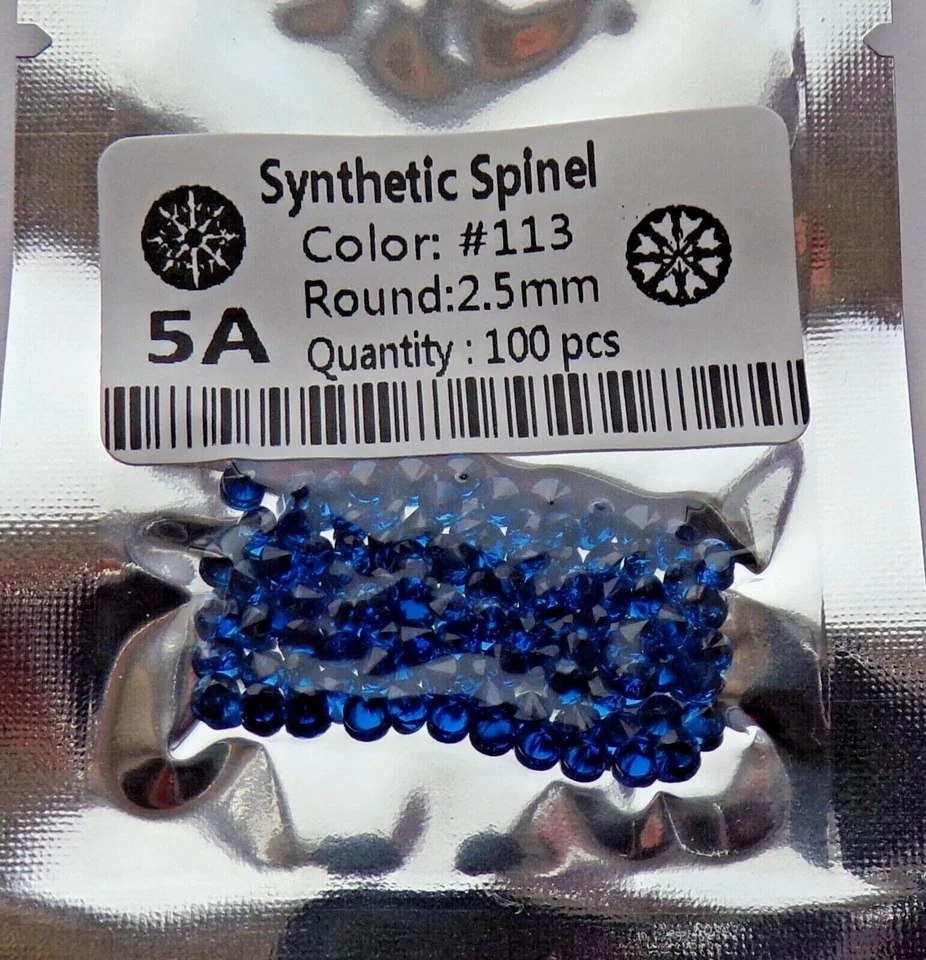 Synthetic Spinel
Color: #113
Round:2.5mm
5A
Quantity : 100 pcs